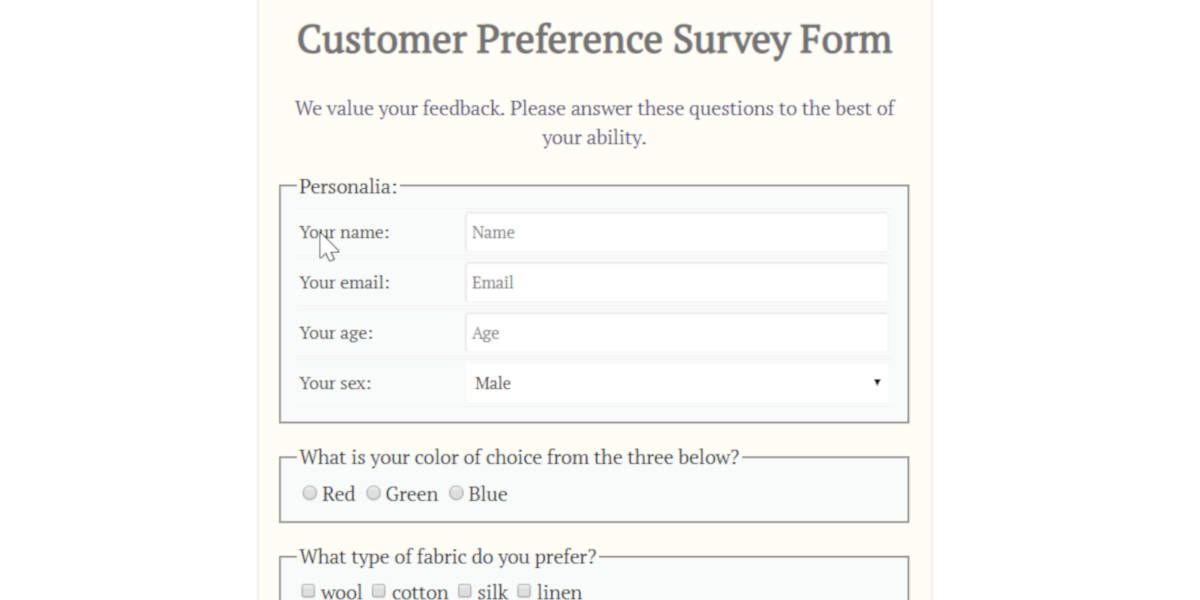 Customer Preference Survey Form
We value your feedback. Please answer these questions to the best of
your ability.
Personalia:
Your name: Name
Your email: Email
Your age: Age
Your sex: Male
What is your color of choice from the three below?
Red Green Blue
What type of fabric do you prefer?
wool cotton silk linen